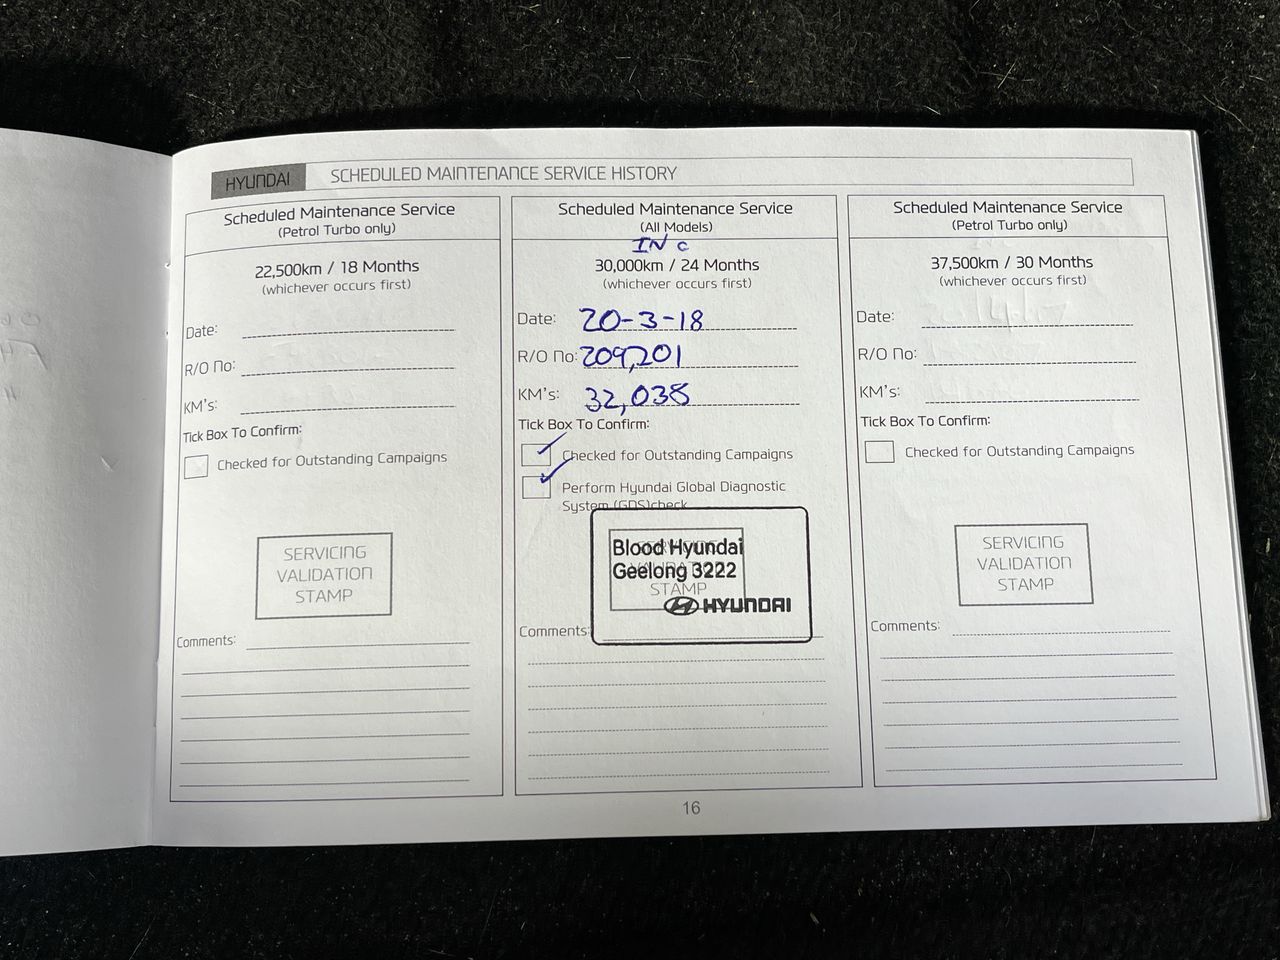 HYUNDAI
SCHEDULED MAINTENANCE SERVICE HISTORY
Scheduled Maintenance Service
(Petrol Turbo only)
22,500km / 18 Months
(whichever occurs first)
Date:
R/O No:
KM's:
Tick Box To Confirm:
Checked for Outstanding Campaigns
SERVICING
VALIDATION
STAMP
Comments:
Scheduled Maintenance Service
(All Models)
IN C
30,000km / 24 Months
(whichever occurs first)
Date: 20-3-18
R/O No: 209,201
KM's: 32,038
Tick Box To Confirm:
Checked for Outstanding Campaigns
Perform Hyundai Global Diagnostic
System (GDS)check
SERVICING
VALIDATION
STAMP
Blood Hyundai
Geelong 3222
HYUNDAI
Comments:
Scheduled Maintenance Service
(Petrol Turbo only)
37,500km / 30 Months
(whichever occurs first)
Date:
R/O No:
KM's:
Tick Box To Confirm:
Checked for Outstanding Campaigns
SERVICING
VALIDATION
STAMP
Comments:
16